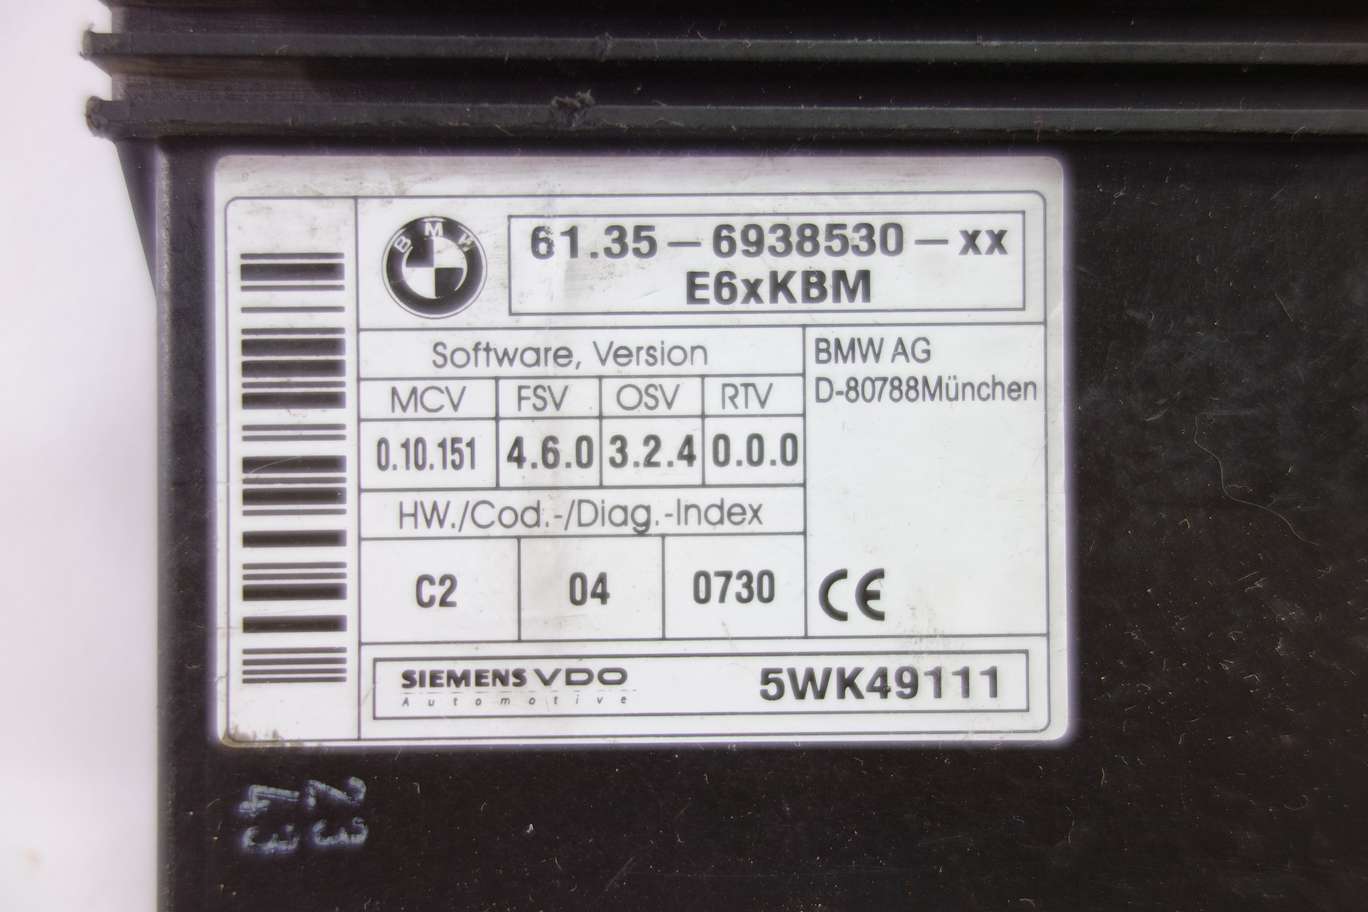 BMW
61.35-6938530-xx
E6xKBM
Software, Version
MCV FSV OSV RTV
0.10.151 4.6.0 3.2.4 0.0.0
HW./Cod.-/Diag.-Index
C2 04 0730
BMW AG
D-80788München
CE
SIEMENS VDO
Automotive
5WK49111
23
43